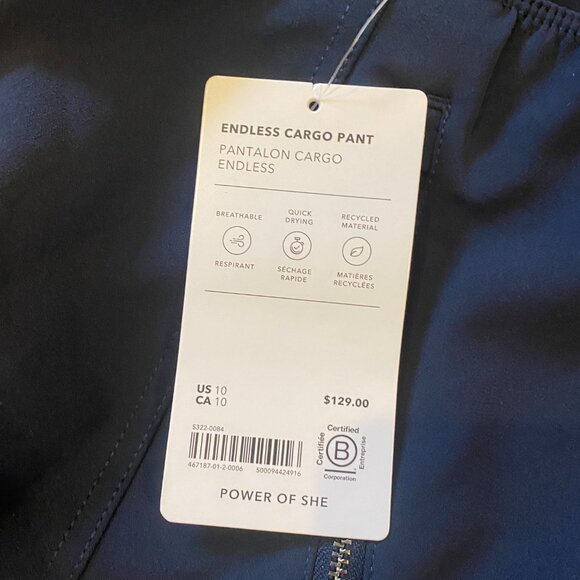 ENDLESS CARGO PANT
PANTALON CARGO
ENDLESS
BREATHABLE
RESPIRANT
QUICK
DRYING
SÉCHAGE
RAPIDE
RECYCLED
MATERIAL
MATIÈRES
RECYCLÉES
US 10
CA 10
$129.00
S322-0084
467187-01-2-0006 S00094424916
Certified
Certifiée
B
Entreprise
Corporation
POWER OF SHE